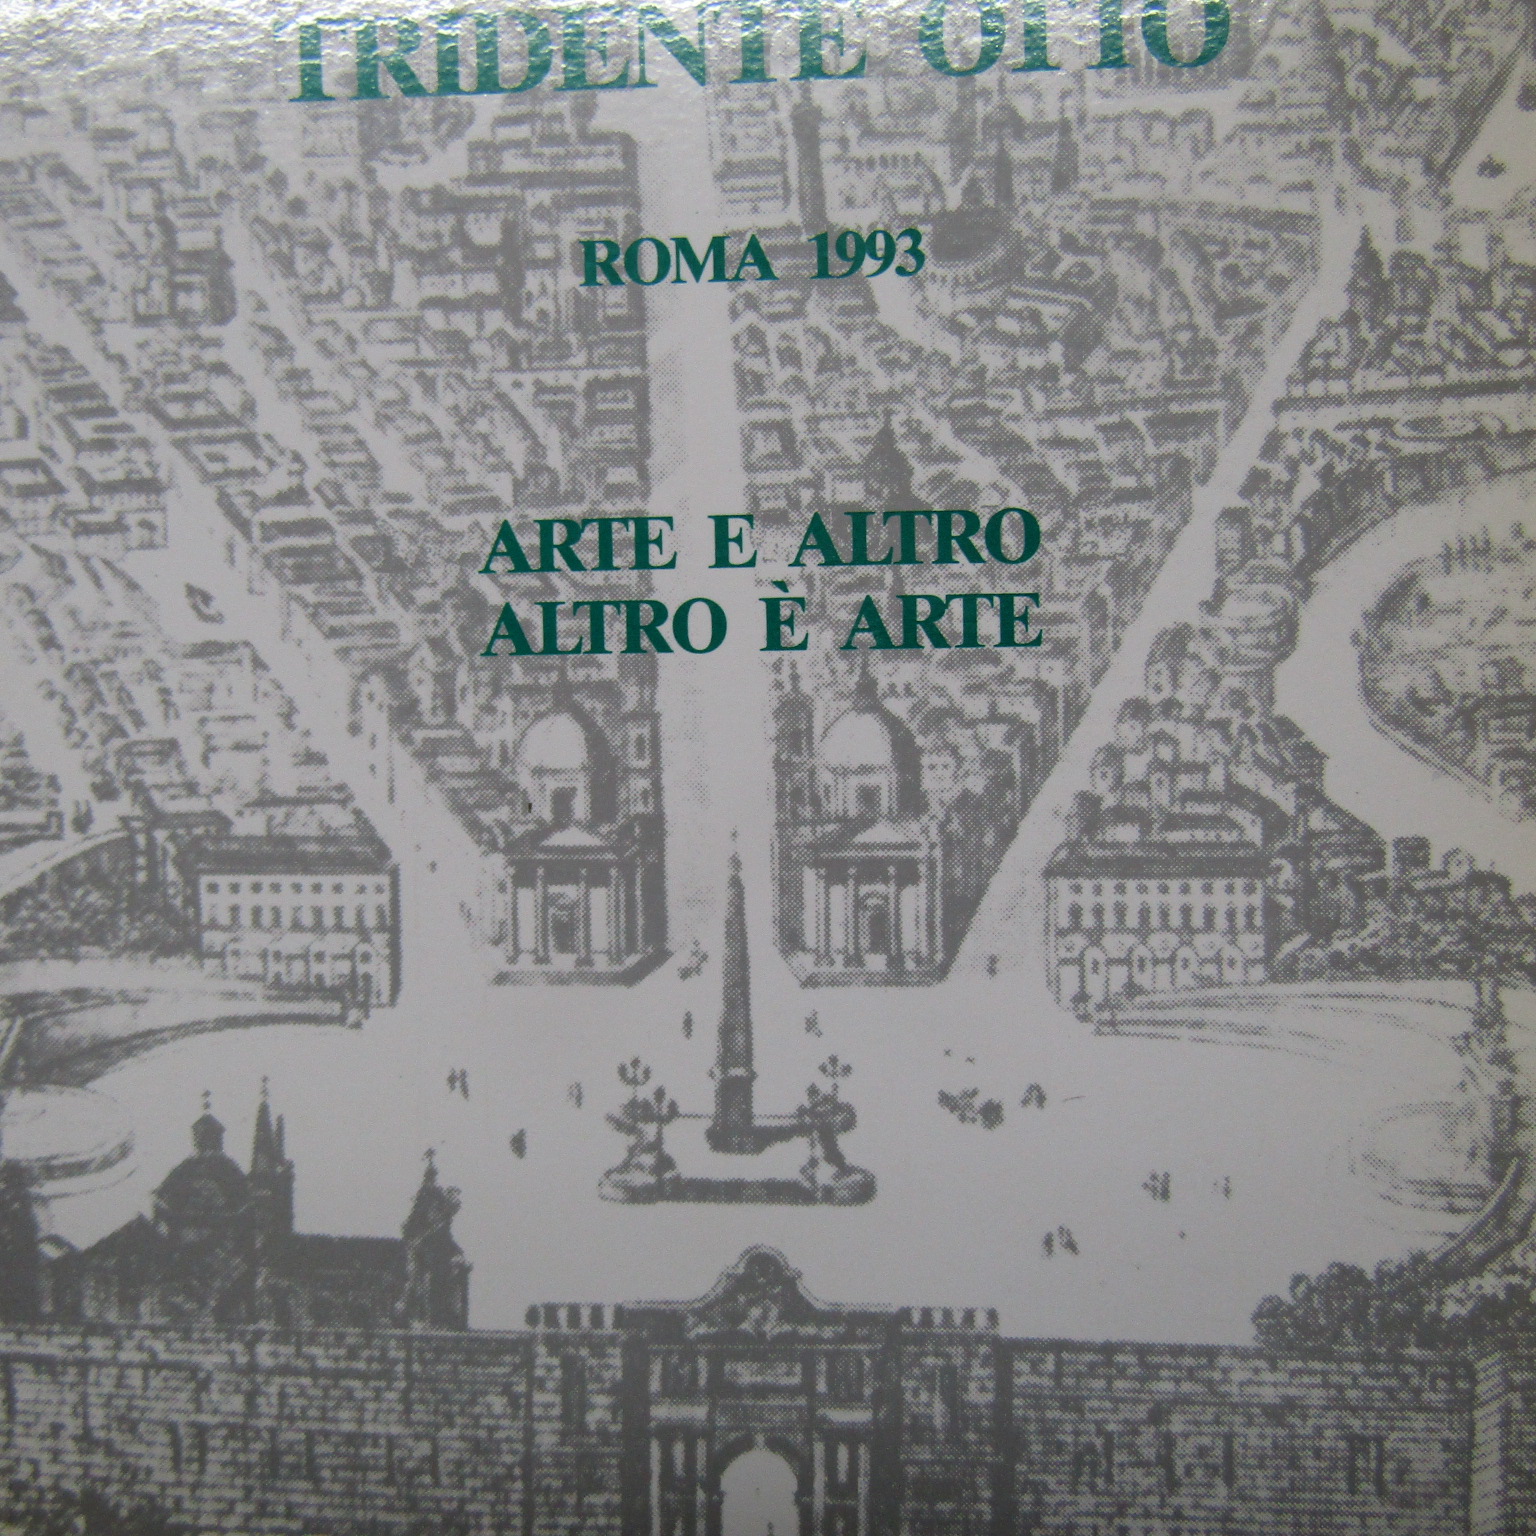 TRIDENTE OTTO
ROMA 1993
ARTE E ALTRO
ALTRO È ARTE